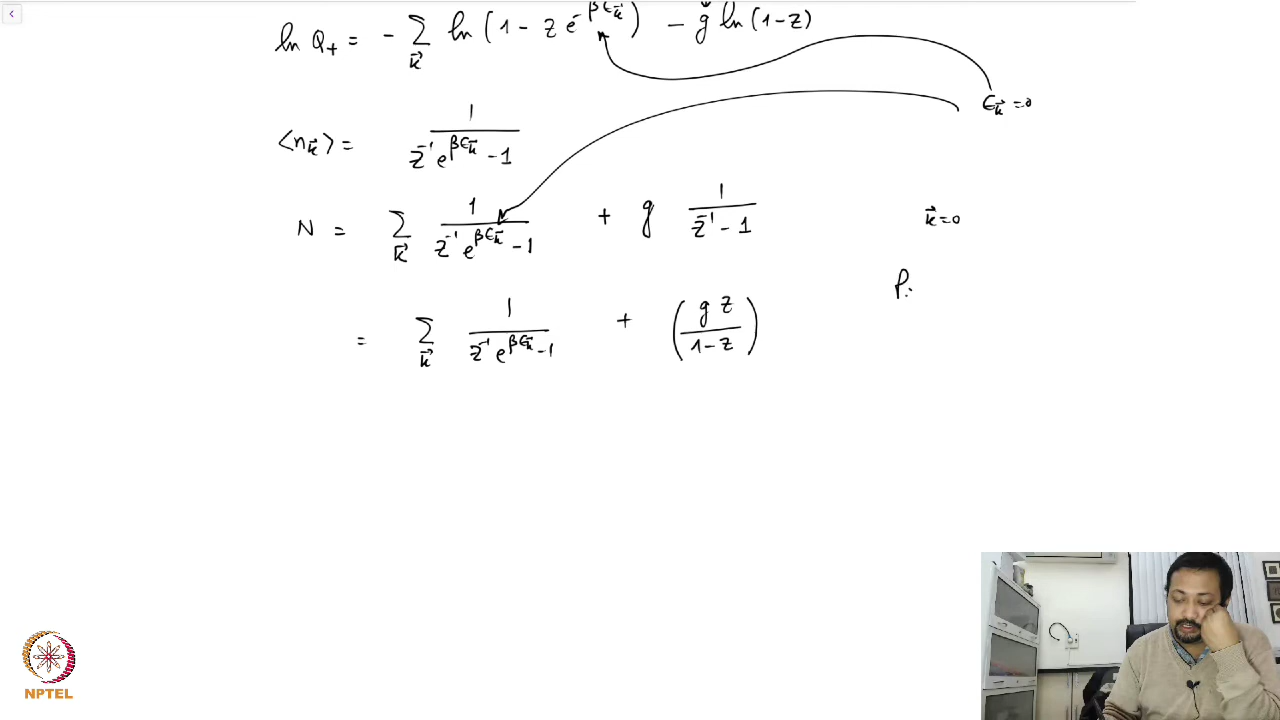 ln Q₊ = - Σ_k⃗ ln (1 - z e^{-βϵ_k⃗}) - g ln (1-z)
ϵ_k⃗ = 0
⟨n_k⃗⟩ = 1 / (z⁻¹ e^{βϵ_k⃗} - 1)
N = Σ_k⃗ 1 / (z⁻¹ e^{βϵ_k⃗} - 1) + g 1 / (z⁻¹ - 1)
k⃗ = 0
= Σ_k⃗ 1 / (z⁻¹ e^{βϵ_k⃗} - 1) + (g z / (1 - z))
NPTEL